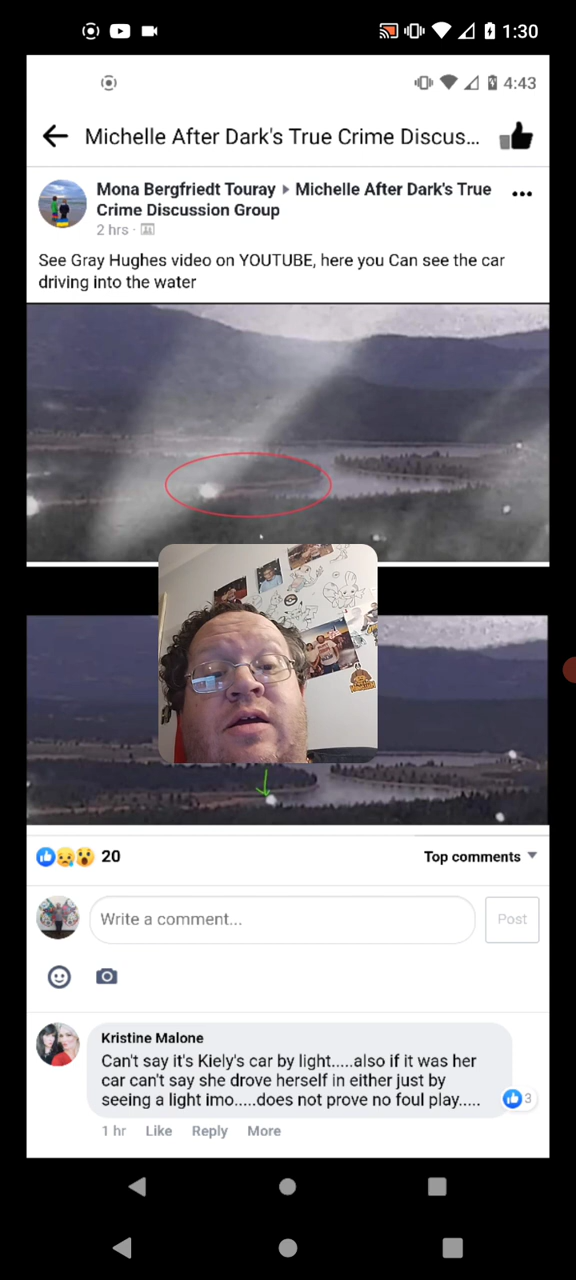 1:30
4:43
Michelle After Dark's True Crime Discus...
Mona Bergfriedt Touray ▸ Michelle After Dark's True
Crime Discussion Group
2 hrs ·
See Gray Hughes video on YOUTUBE, here you Can see the car
driving into the water
20
Top comments
Write a comment...
Post
Kristine Malone
Can't say it's Kiely's car by light.....also if it was her
car can't say she drove herself in either just by
seeing a light imo.....does not prove no foul play.....
3
1 hr Like Reply More